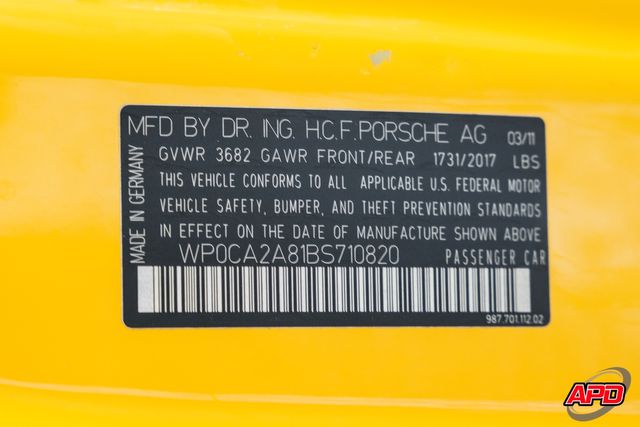 MFD BY DR. ING. H.C.F. PORSCHE AG 03/11
GVWR 3682 GAWR FRONT/REAR 1731/2017 LBS
THIS VEHICLE CONFORMS TO ALL APPLICABLE U.S. FEDERAL MOTOR
VEHICLE SAFETY, BUMPER, AND THEFT PREVENTION STANDARDS
IN EFFECT ON THE DATE OF MANUFACTURE SHOWN ABOVE
WP0CA2A81BS710820 PASSENGER CAR
MADE IN GERMANY
987.701.112.02
APD